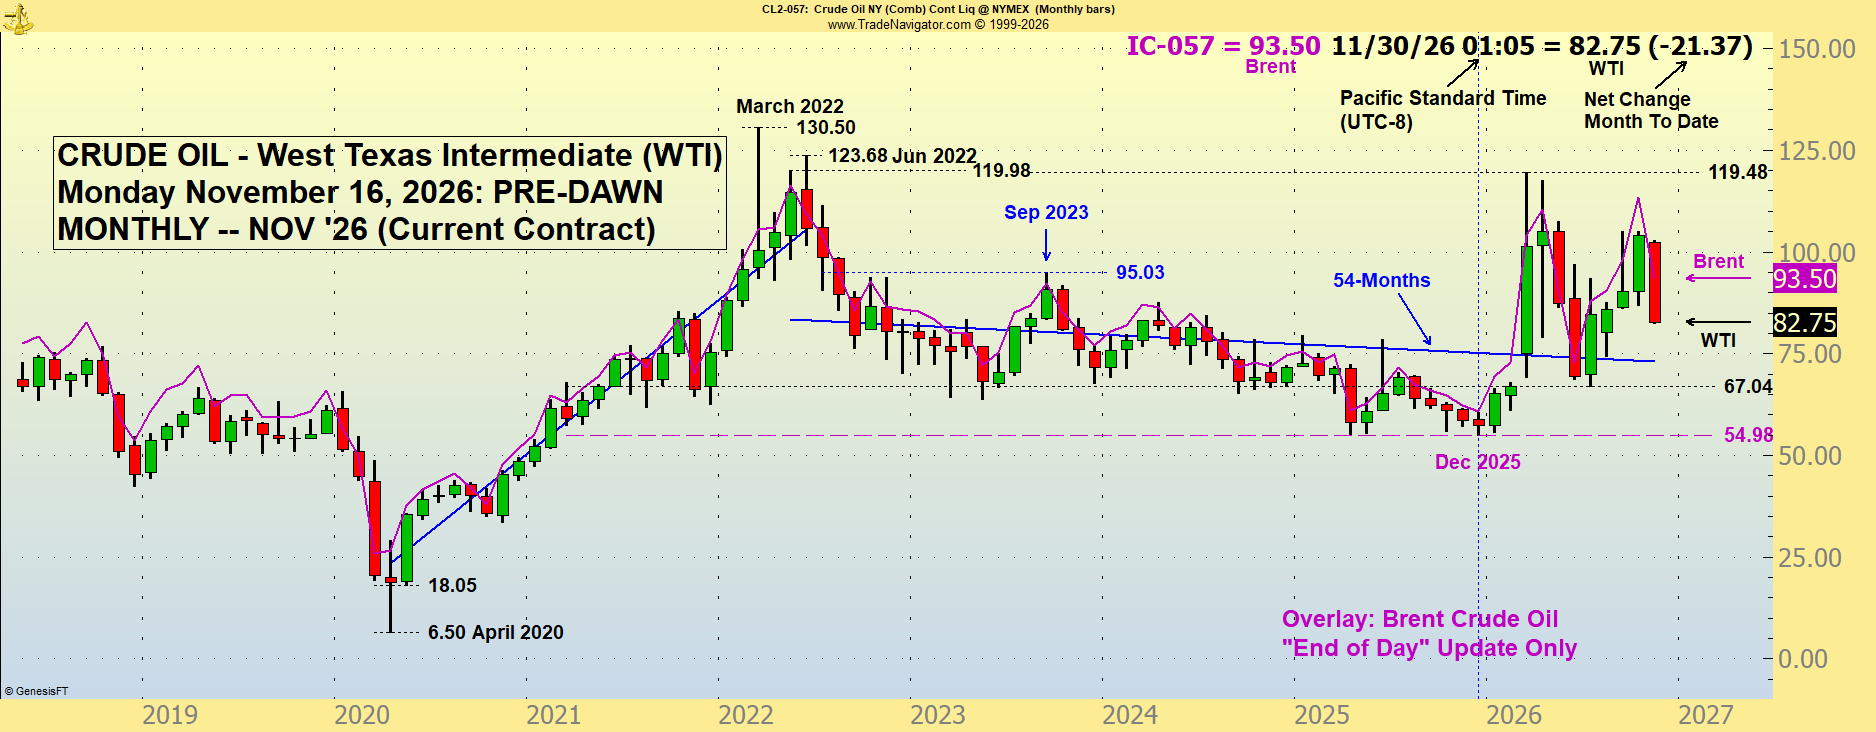 CL2-057: Crude Oil NY (Comb) Cont Liq @ NYMEX (Monthly bars)
www.TradeNavigator.com © 1999-2026
IC-057 = 93.50 11/30/26 01:05 = 82.75 (-21.37)
Brent
WTI
Pacific Standard Time
(UTC-8)
Net Change
Month To Date
CRUDE OIL - West Texas Intermediate (WTI)
Monday November 16, 2026: PRE-DAWN
MONTHLY -- NOV '26 (Current Contract)
March 2022
130.50
123.68 Jun 2022
119.98
119.48
Sep 2023
95.03
54-Months
Brent
93.50
82.75
WTI
67.04
54.98
Dec 2025
18.05
6.50 April 2020
Overlay: Brent Crude Oil
"End of Day" Update Only
150.00
125.00
100.00
75.00
50.00
25.00
0.00
© GenesisFT
2019
2020
2021
2022
2023
2024
2025
2026
2027